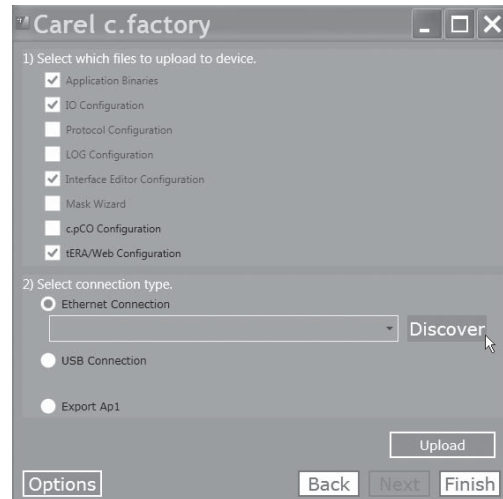 Carel c.factory
1) Select which files to upload to device.
Application Binaries
IO Configuration
Protocol Configuration
LOG Configuration
Interface Editor Configuration
Mask Wizard
c.pCO Configuration
tERA/Web Configuration
2) Select connection type.
Ethernet Connection
Discover
USB Connection
Export Ap1
Upload
Options Back Next Finish